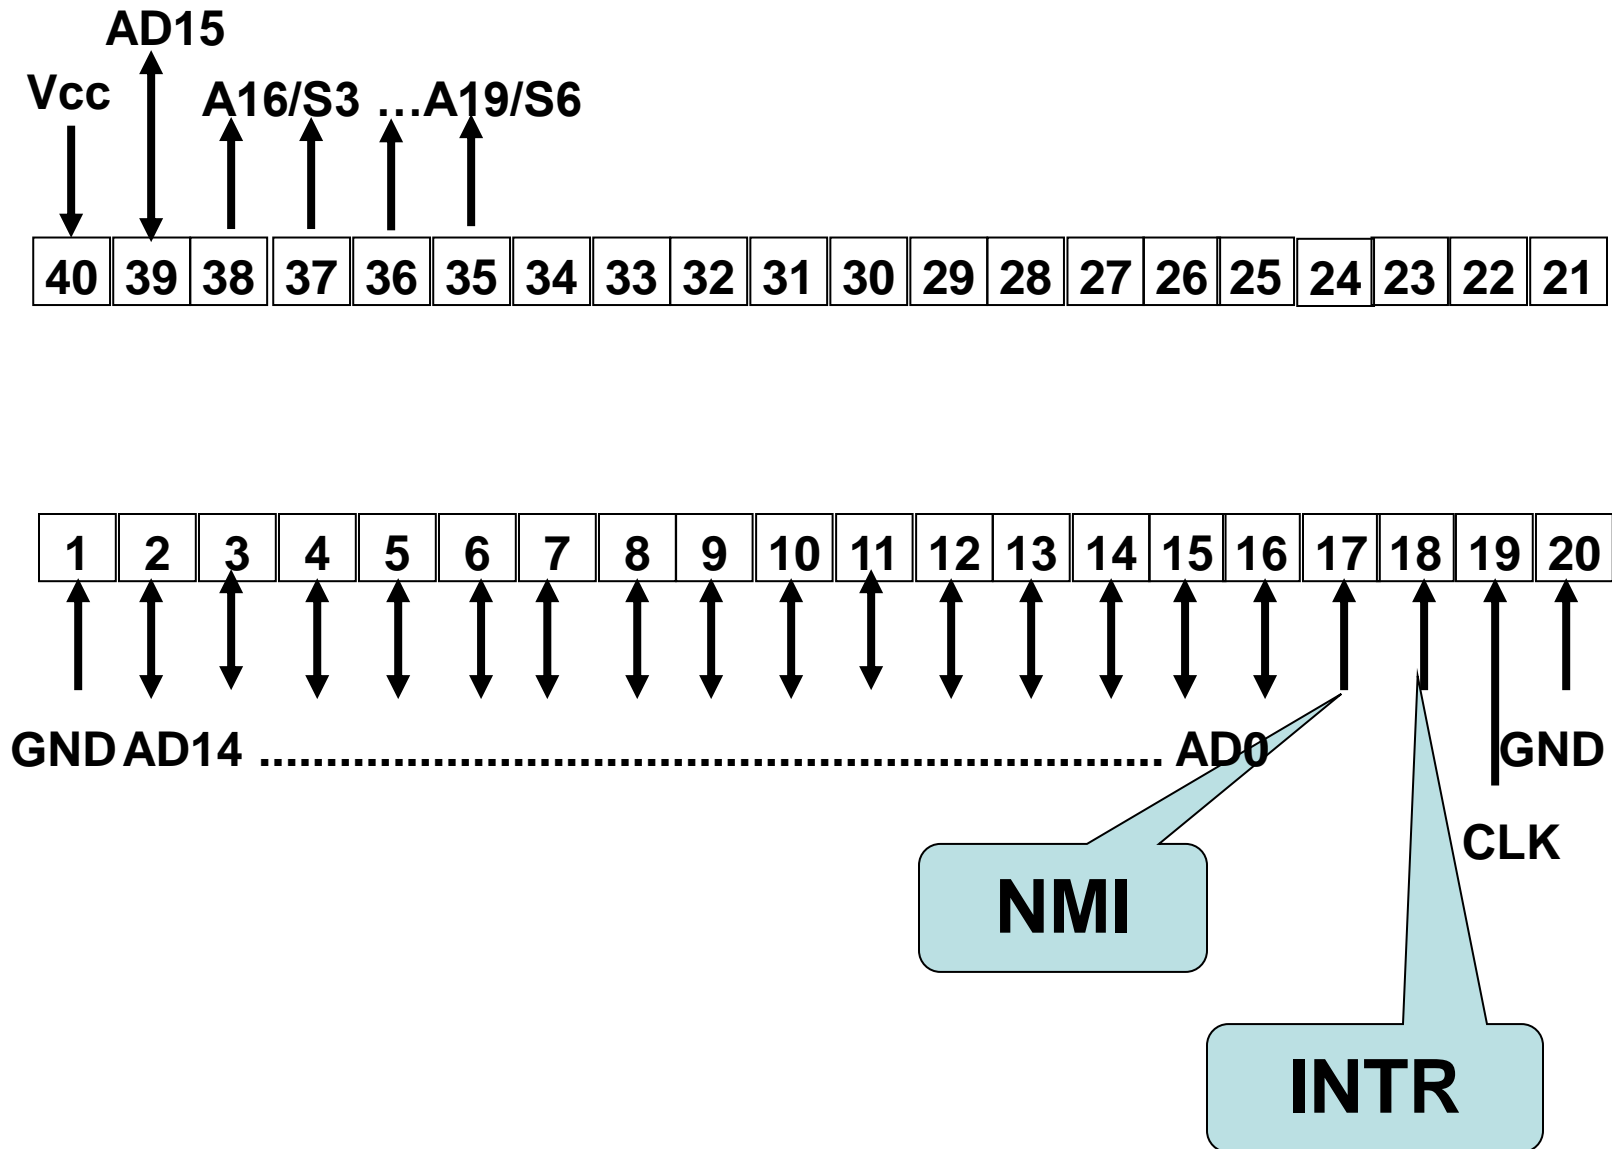 AD15
Vcc
A16/S3 ...A19/S6
40 39 38 37 36 35 34 33 32 31 30 29 28 27 26 25 24 23 22 21
1 2 3 4 5 6 7 8 9 10 11 12 13 14 15 16 17 18 19 20
GND AD14 .................................................................... AD0 GND
CLK
NMI
INTR